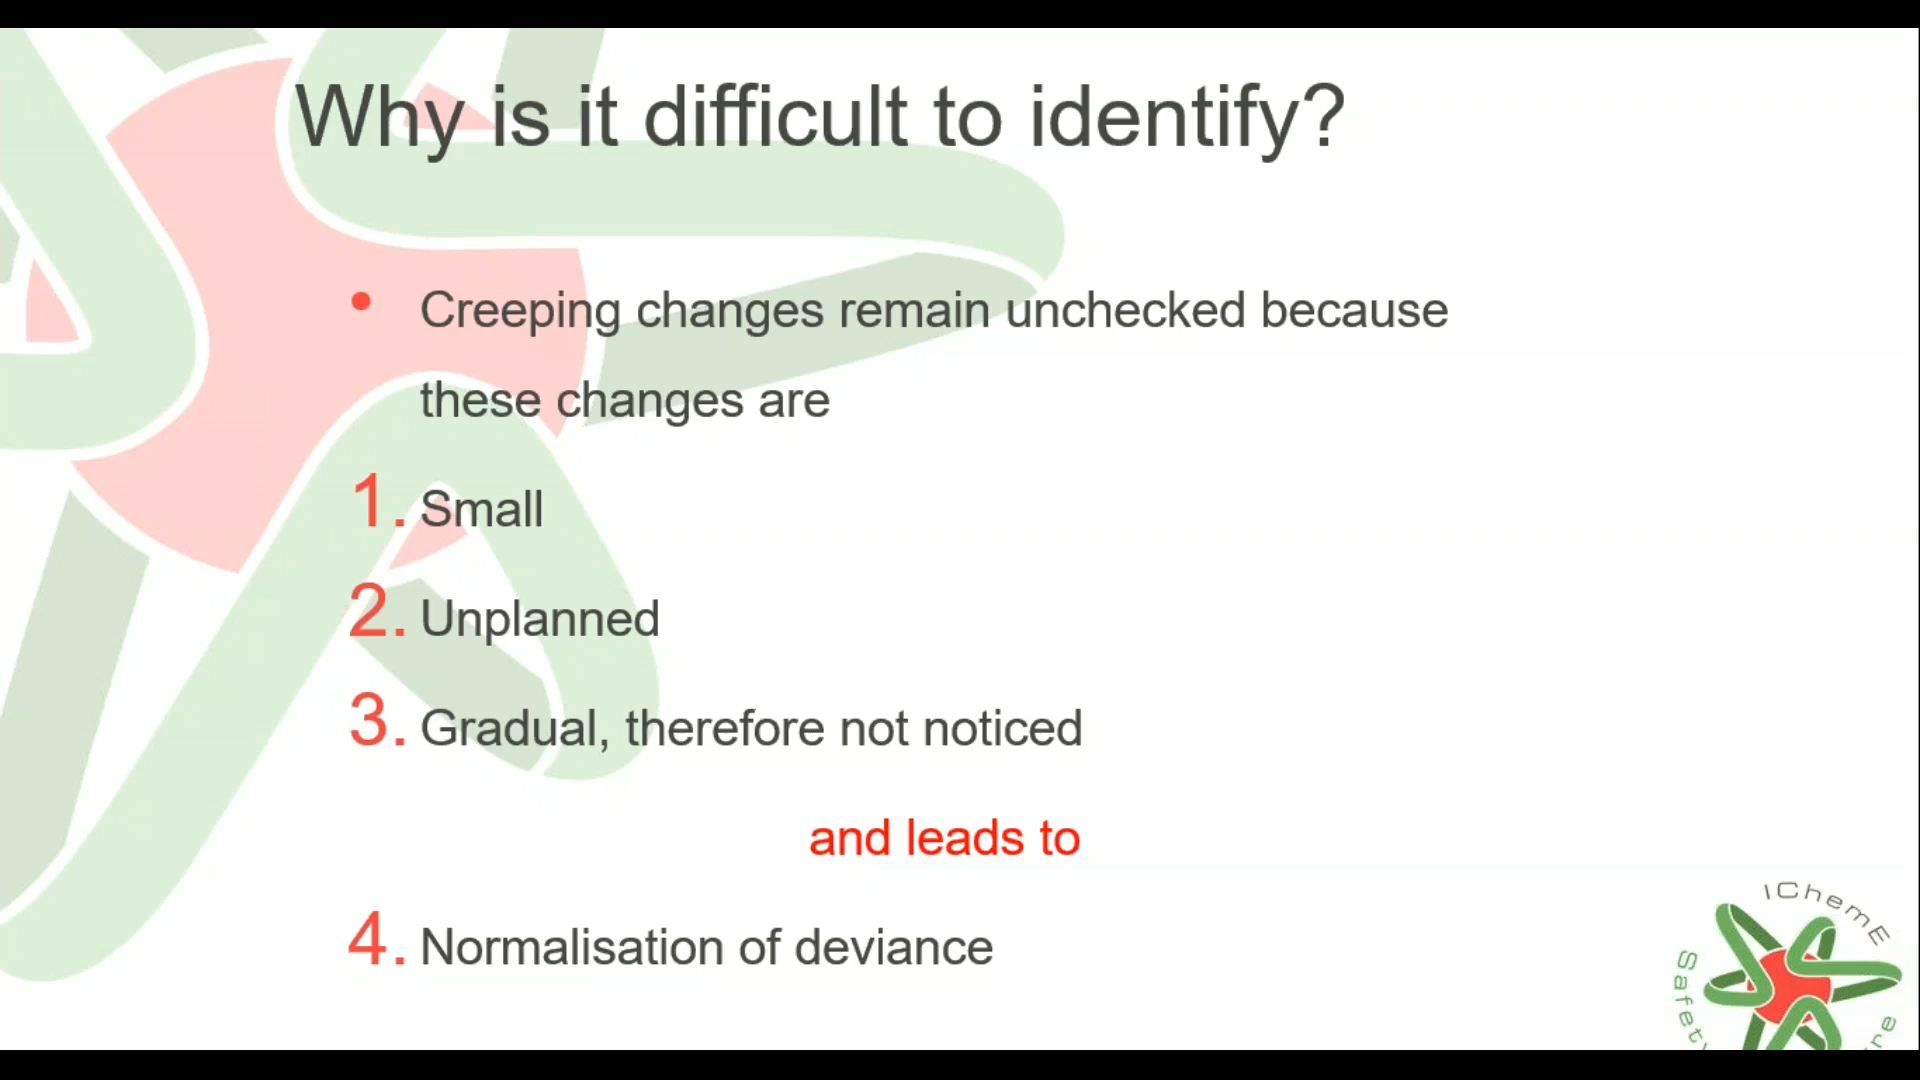 Why is it difficult to identify?
• Creeping changes remain unchecked because
these changes are
1. Small
2. Unplanned
3. Gradual, therefore not noticed
and leads to
4. Normalisation of deviance
IChemE